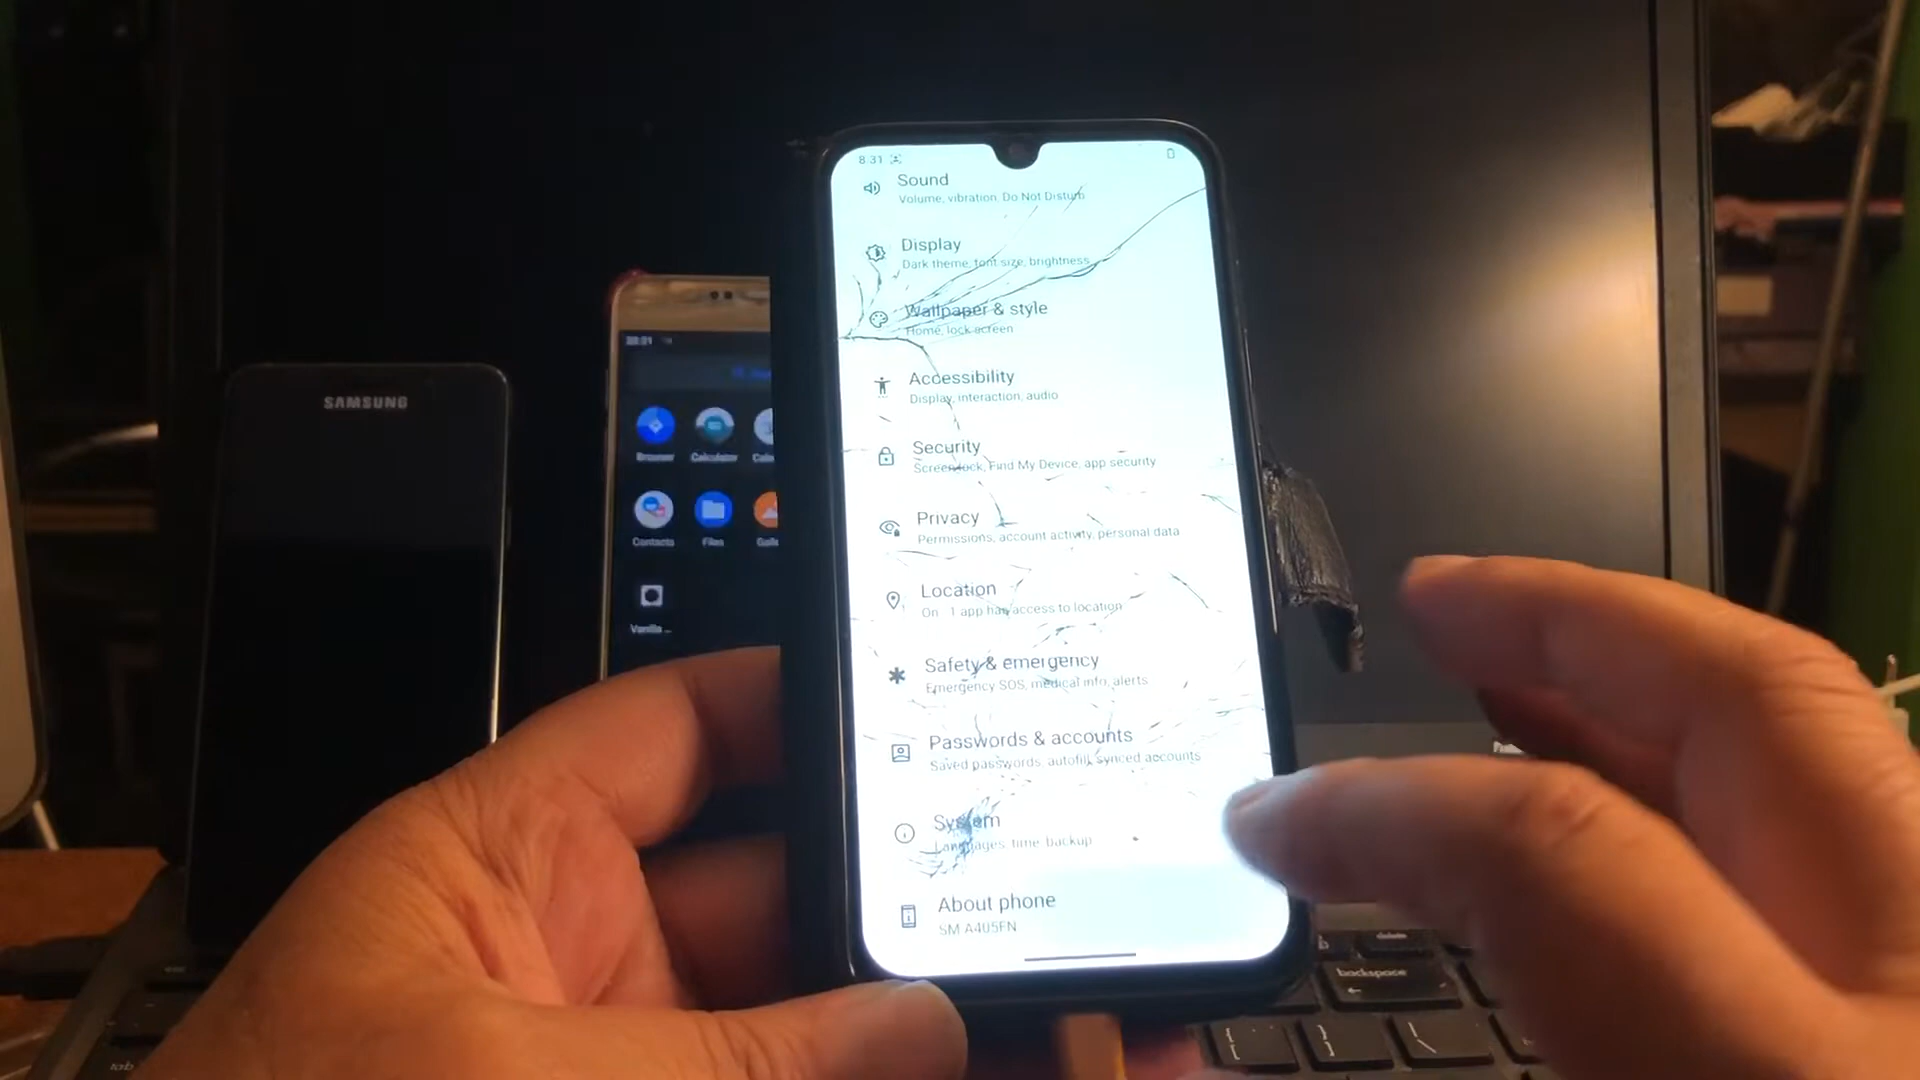 8 31
Sound
Volume, vibration, Do Not Disturb
Display
Dark theme, font size, brightness
Wallpaper & style
Home, lock screen
Accessibility
Display, interaction, audio
Security
Screen lock, Find My Device, app security
Privacy
Permissions, account activity, personal data
Location
On · 1 app has access to location
Safety & emergency
Emergency SOS, medical info, alerts
Passwords & accounts
Saved passwords, autofill, synced accounts
System
Languages, time, backup
About phone
SM A405FN
SAMSUNG
Browser
Calculator
Contacts
Files
Vanilla ...
delete
backspace
tab